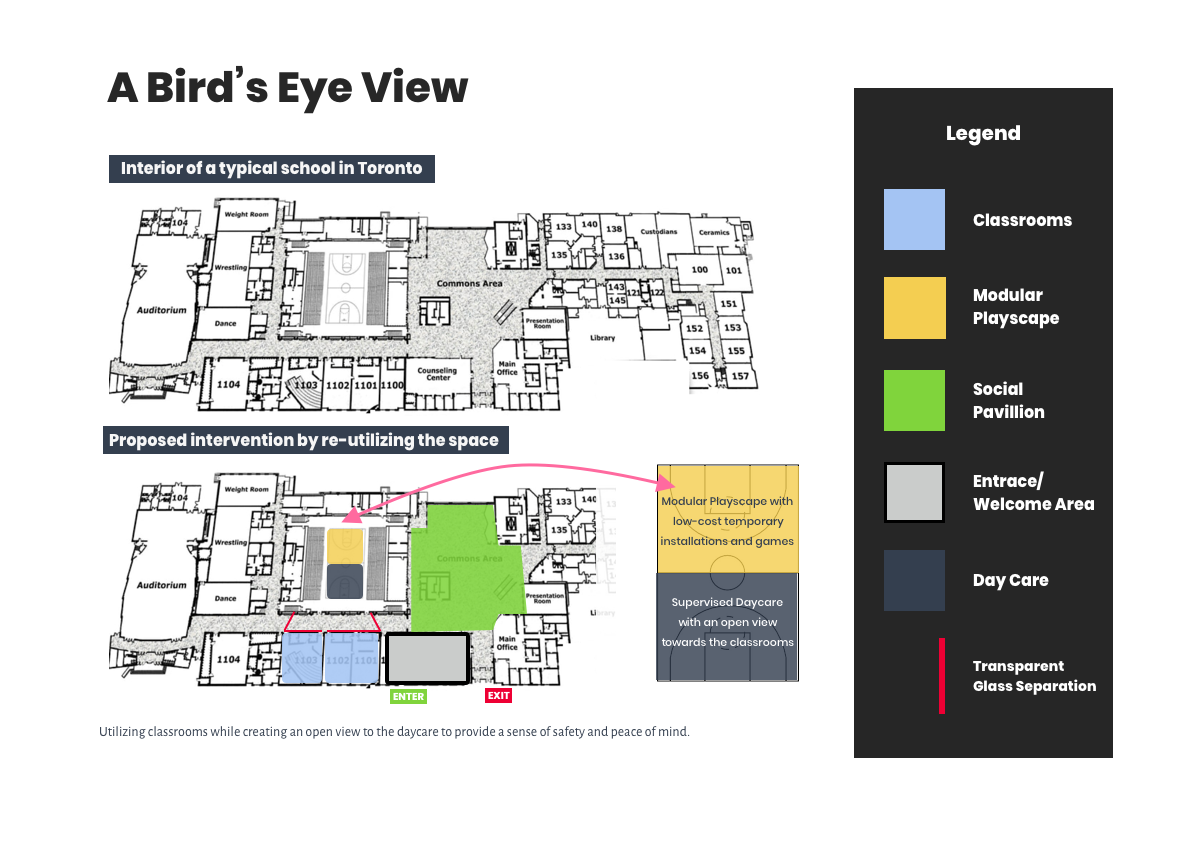 A Bird’s Eye View
Interior of a typical school in Toronto
104
Weight Room
Wrestling
Auditorium
Dance
Commons Area
133
140
138
Custodians
Ceramics
135
136
100
101
143
121
122
145
151
Presentation
Room
Library
152
153
154
155
156
157
1104
1103
1102
1101
1100
Counseling
Center
Main
Office
Proposed intervention by re-utilizing the space
104
Weight Room
Wrestling
Auditorium
Dance
Commons Area
133
135
Presentation
Room
Library
1104
1103
1102
1101
Main
Office
ENTER
EXIT
Modular Playscape with
low-cost temporary
installations and games
Supervised Daycare
with an open view
towards the classrooms
Utilizing classrooms while creating an open view to the daycare to provide a sense of safety and peace of mind.
Legend
Classrooms
Modular
Playscape
Social
Pavillion
Entrace/
Welcome Area
Day Care
Transparent
Glass Separation